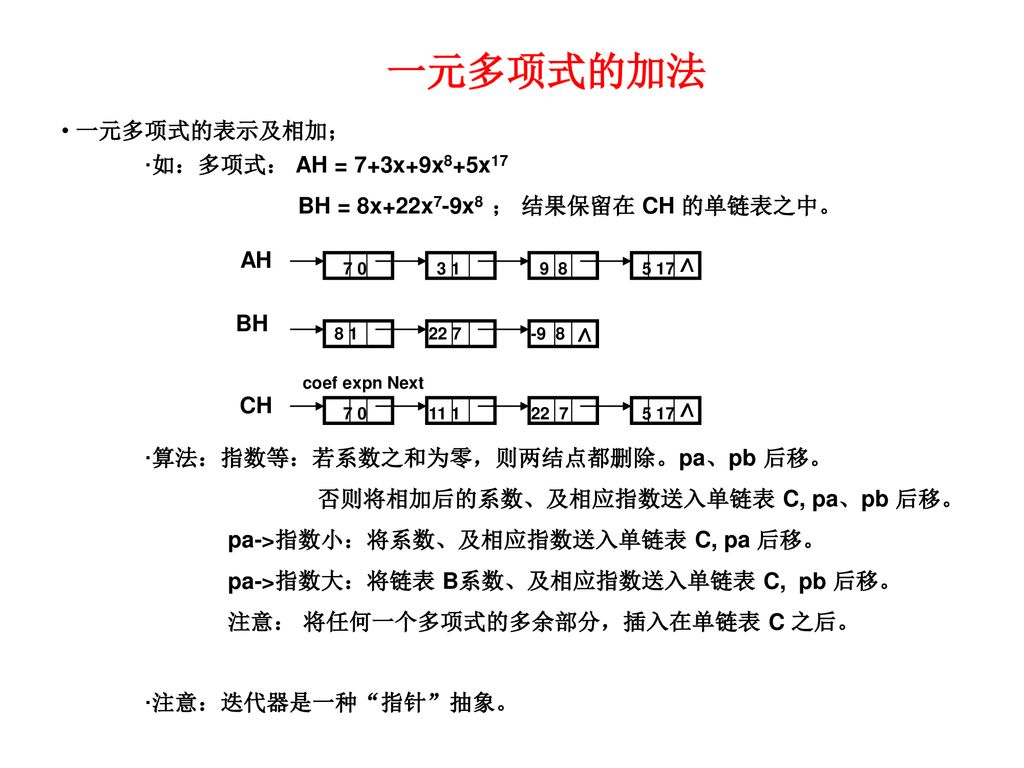 一元多项式的加法
• 一元多项式的表示及相加；
·如：多项式： AH = 7+3x+9x⁸+5x¹⁷
BH = 8x+22x⁷-9x⁸ ； 结果保留在 CH 的单链表之中。
AH 7 0 3 1 9 8 5 17 ∧
BH 8 1 22 7 -9 8 ∧
coef expn Next
CH 7 0 11 1 22 7 5 17 ∧
·算法：指数等：若系数之和为零，则两结点都删除。pa、pb 后移。
否则将相加后的系数、及相应指数送入单链表 C, pa、pb 后移。
pa->指数小：将系数、及相应指数送入单链表 C, pa 后移。
pa->指数大：将链表 B系数、及相应指数送入单链表 C, pb 后移。
注意： 将任何一个多项式的多余部分，插入在单链表 C 之后。
·注意：迭代器是一种“指针”抽象。